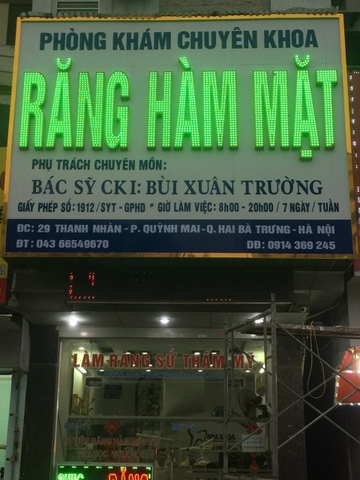 PHÒNG KHÁM CHUYÊN KHOA
RĂNG HÀM MẶT
PHỤ TRÁCH CHUYÊN MÔN:
BÁC SỸ CKI: BÙI XUÂN TRƯỜNG
GIẤY PHÉP SỐ: 1912/SYT - GPHD * GIỜ LÀM VIỆC: 8h00 - 20h00 / 7 NGÀY / TUẦN
ĐC: 29 THANH NHÀN - P. QUỲNH MAI - Q. HAI BÀ TRƯNG - HÀ NỘI
ĐT: 043 66549670 DĐ: 0914 369 245
LÀM RĂNG SỨ THẨM MỸ
RĂNG